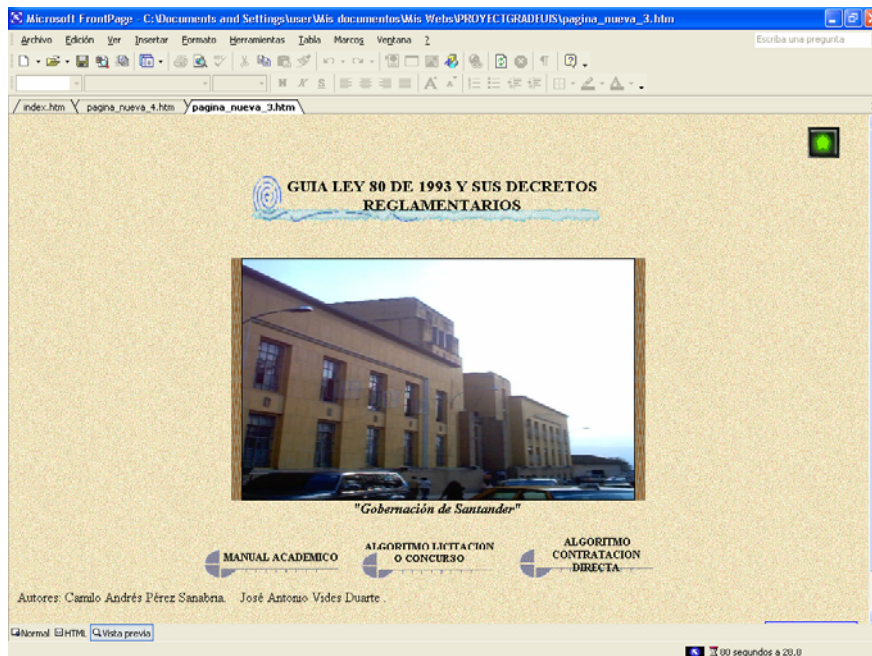 Microsoft FrontPage - C:\Documents and Settings\user\Mis documentos\Mis Webs\PROYECTGRADEUIS\pagina_nueva_3.htm
Archivo Edición Ver Insertar Formato Herramientas Tabla Marcos Ventana ?
Escriba una pregunta
N K S A A A
index.htm pagina_nueva_4.htm pagina_nueva_3.htm
GUIA LEY 80 DE 1993 Y SUS DECRETOS
REGLAMENTARIOS
"Gobernación de Santander"
MANUAL ACADEMICO
ALGORITMO LICITACION
O CONCURSO
ALGORITMO
CONTRATACION
DIRECTA
Autores: Camilo Andrés Pérez Sanabria. José Antonio Vides Duarte .
Normal HTML Vista previa
80 segundos a 28,8